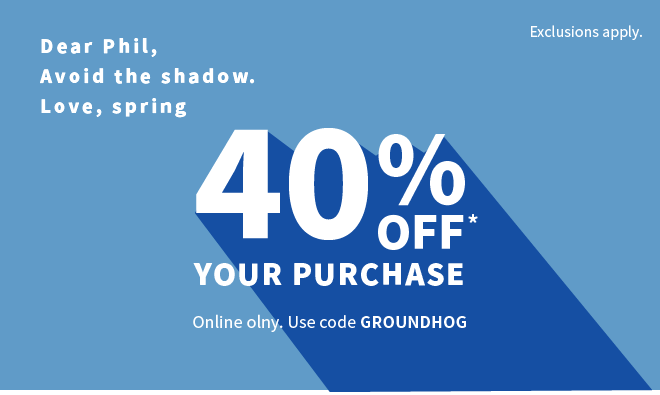 Exclusions apply.
Dear Phil,
Avoid the shadow.
Love, spring
40%
OFF*
YOUR PURCHASE
Online olny. Use code GROUNDHOG